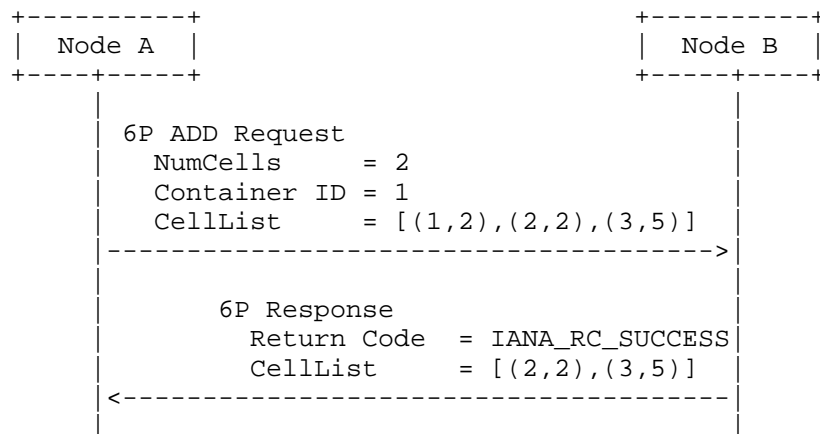 Node A Node B
6P ADD Request
NumCells = 2
Container ID = 1
CellList = [(1,2),(2,2),(3,5)]
6P Response
Return Code = IANA_RC_SUCCESS
CellList = [(2,2),(3,5)]